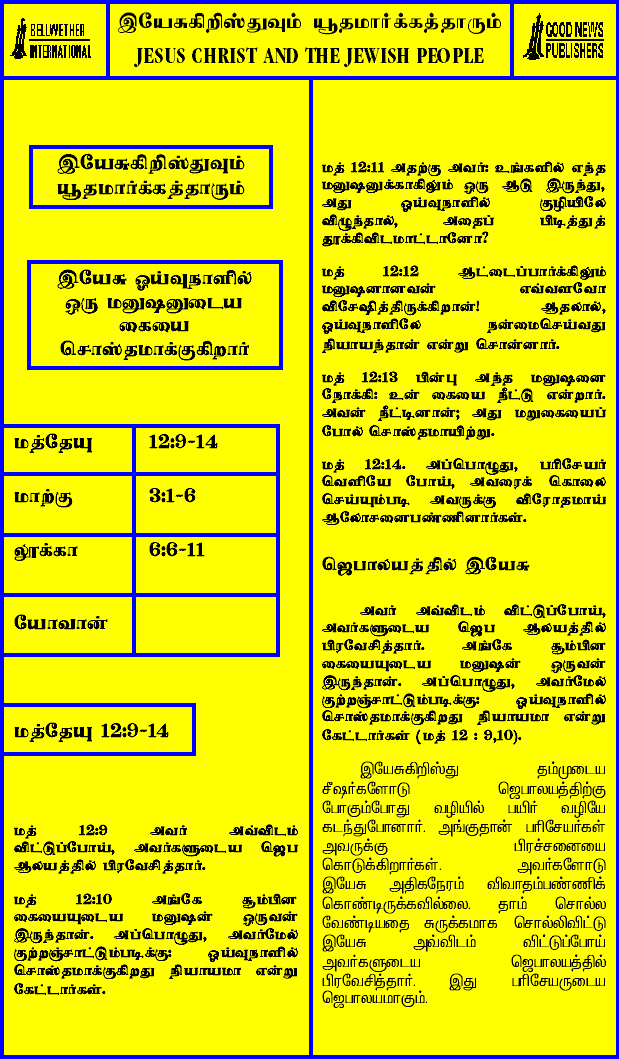 BELLWETHER
INTERNATIONAL
இயேசுகிறிஸ்துவும் யூதமார்க்கத்தாரும்
JESUS CHRIST AND THE JEWISH PEOPLE
GOOD NEWS
PUBLISHERS
இயேசுகிறிஸ்துவும்
யூதமார்க்கத்தாரும்
இயேசு ஓய்வுநாளில்
ஒரு மனுஷனுடைய
கையை
சொஸ்தமாக்குகிறார்
மத்தேயு 12:9-14
மாற்கு 3:1-6
லூக்கா 6:6-11
யோவான்
மத்தேயு 12:9-14
மத் 12:9 அவர் அவ்விடம்
விட்டுப்போய், அவர்களுடைய ஜெப
ஆலயத்தில் பிரவேசித்தார்.
மத் 12:10 அங்கே சூம்பின
கையையுடைய மனுஷன் ஒருவன்
இருந்தான். அப்பொழுது, அவர்மேல்
குற்றஞ்சாட்டும்படிக்கு: ஓய்வுநாளில்
சொஸ்தமாக்குகிறது நியாயமா என்று
கேட்டார்கள்.
மத் 12:11 அதற்கு அவர்: உங்களில் எந்த
மனுஷனுக்காகிலும் ஒரு ஆடு இருந்து,
அது ஓய்வுநாளில் குழியிலே
விழுந்தால், அதைப் பிடித்துத்
தூக்கிவிடமாட்டானோ?
மத் 12:12 ஆட்டைப்பார்க்கிலும்
மனுஷனானவன் எவ்வளவோ
விசேஷித்திருக்கிறான்! ஆதலால்,
ஓய்வுநாளிலே நன்மைசெய்வது
நியாயந்தான் என்று சொன்னார்.
மத் 12:13 பின்பு அந்த மனுஷனை
நோக்கி: உன் கையை நீட்டு என்றார்.
அவன் நீட்டினான்; அது மறுகையைப்
போல் சொஸ்தமாயிற்று.
மத் 12:14. அப்பொழுது, பரிசேயர்
வெளியே போய், அவரைக் கொலை
செய்யும்படி அவருக்கு விரோதமாய்
ஆலோசனைபண்ணினார்கள்.
ஜெபாலயத்தில் இயேசு
அவர் அவ்விடம் விட்டுப்போய்,
அவர்களுடைய ஜெப ஆலயத்தில்
பிரவேசித்தார். அங்கே சூம்பின
கையையுடைய மனுஷன் ஒருவன்
இருந்தான். அப்பொழுது, அவர்மேல்
குற்றஞ்சாட்டும்படிக்கு: ஓய்வுநாளில்
சொஸ்தமாக்குகிறது நியாயமா என்று
கேட்டார்கள் (மத் 12 : 9,10).
இயேசுகிறிஸ்து தம்முடைய
சீஷர்களோடு ஜெபாலயத்திற்கு
போகும்போது வழியில் பயிர் வழியே
கடந்துபோனார். அங்குதான் பரிசேயர்கள்
அவருக்கு பிரச்சனையை
கொடுக்கிறார்கள். அவர்களோடு
இயேசு அதிகநேரம் விவாதம்பண்ணிக்
கொண்டிருக்கவில்லை. தாம் சொல்ல
வேண்டியதை சுருக்கமாக சொல்லிவிட்டு
இயேசு அவ்விடம் விட்டுப்போய்
அவர்களுடைய ஜெபாலயத்தில்
பிரவேசித்தார். இது பரிசேயருடைய
ஜெபாலயமாகும்.